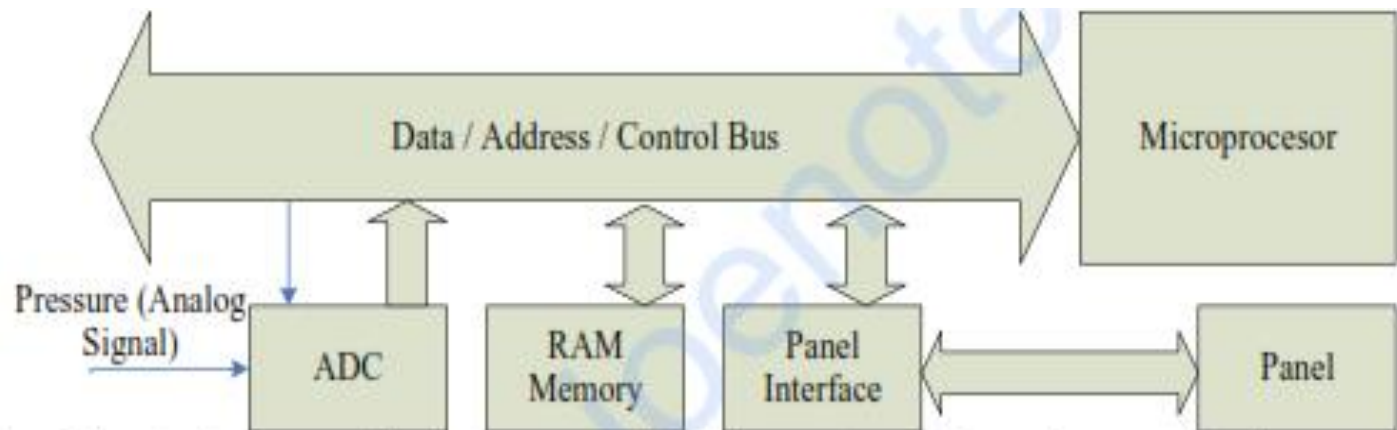 Data / Address / Control Bus
Microprocesor
Pressure (Analog
Signal)
ADC
RAM
Memory
Panel
Interface
Panel